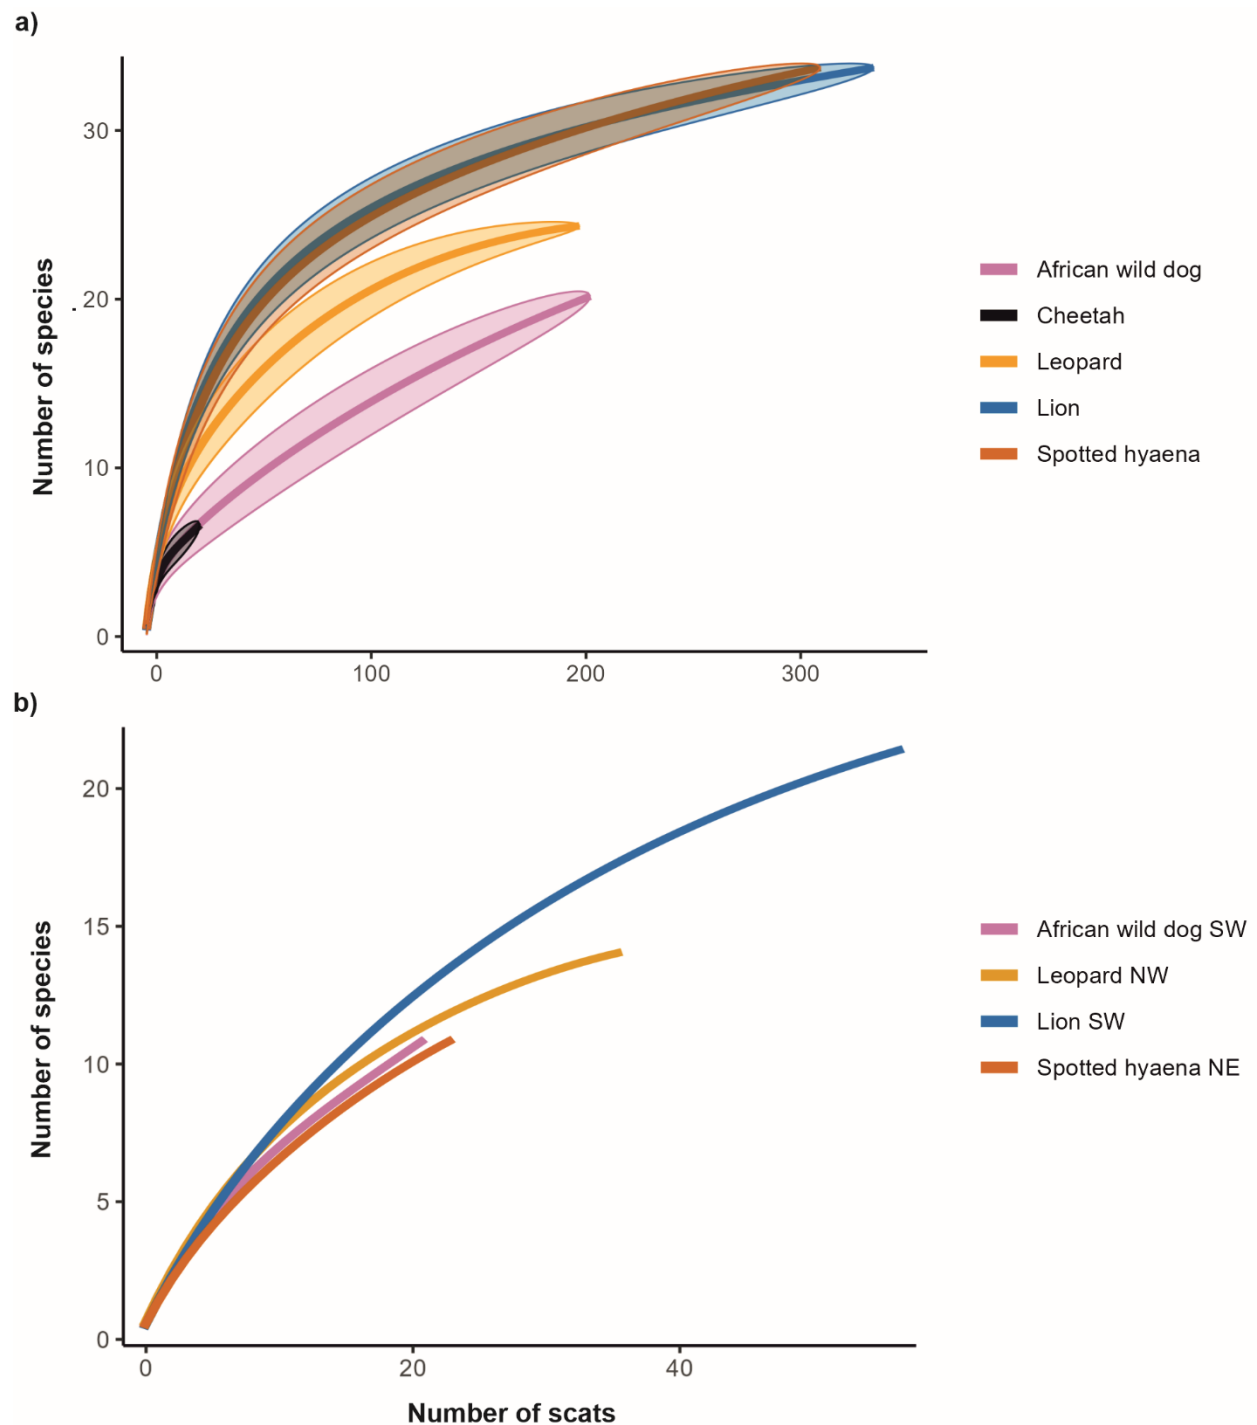 a)
Number of species
30
20
10
0
0 100 200 300
African wild dog
Cheetah
Leopard
Lion
Spotted hyaena
b)
Number of species
20
15
10
5
0
0 20 40
Number of scats
African wild dog SW
Leopard NW
Lion SW
Spotted hyaena NE